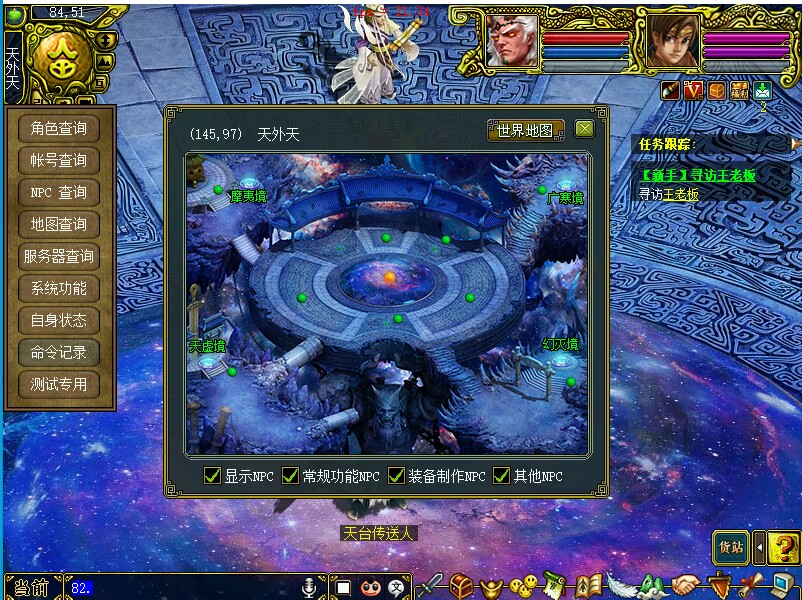 84,51
天外天
金
角色查询
帐号查询
NPC 查询
地图查询
服务器查询
系统功能
自身状态
命令记录
测试专用
(145,97) 天外天
世界地图
摩夷境
广寒境
天虚境
幻灭境
显示NPC 常规功能NPC 装备制作NPC 其他NPC
天台传送人
V
2
任务跟踪:
【新手】寻访王老板
寻访王老板
货站
?
当前
82.
文